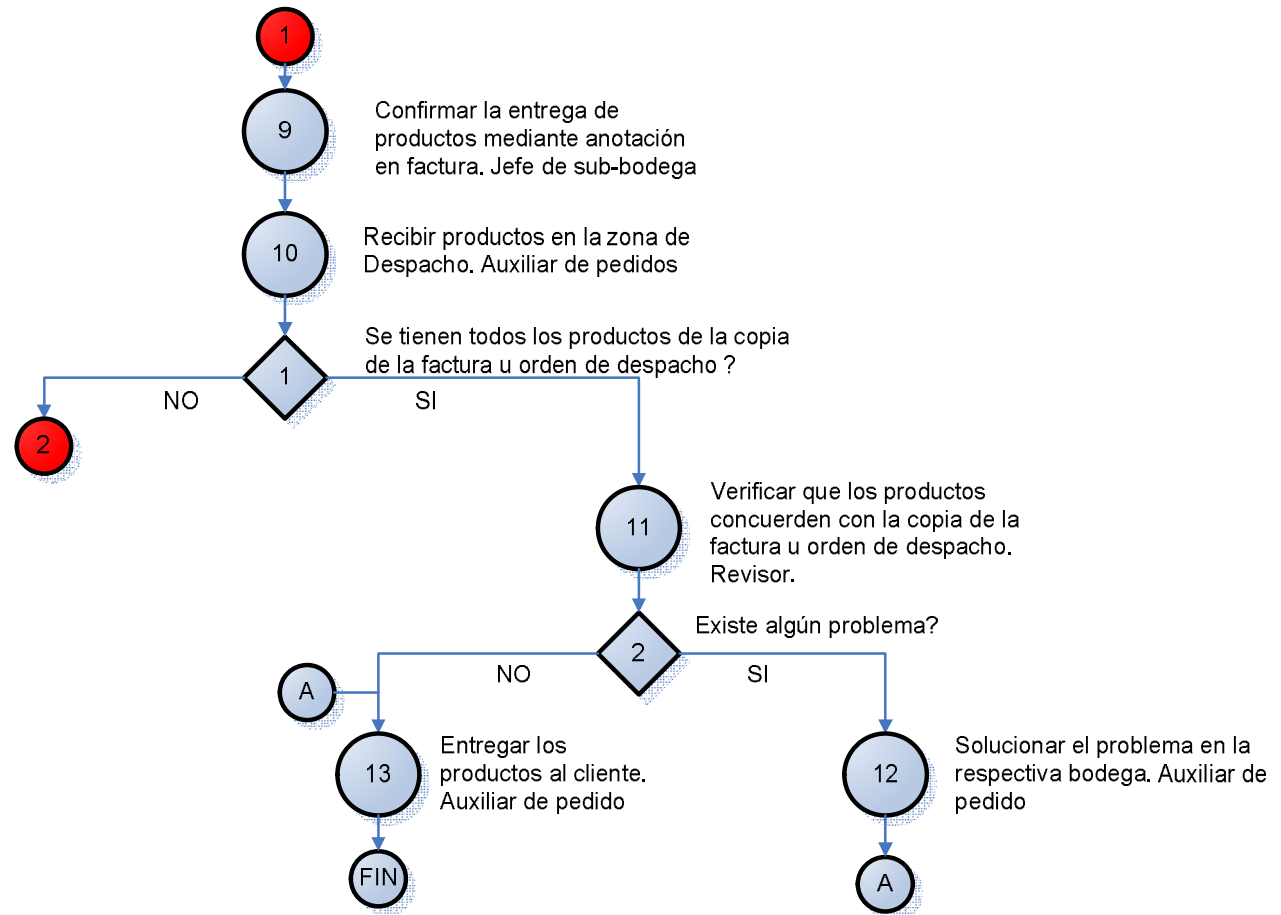 1
9
Confirmar la entrega de
productos mediante anotación
en factura. Jefe de sub-bodega
10
Recibir productos en la zona de
Despacho. Auxiliar de pedidos
Se tienen todos los productos de la copia
de la factura u orden de despacho ?
1
NO
SI
2
11
Verificar que los productos
concuerden con la copia de la
factura u orden de despacho.
Revisor.
Existe algún problema?
2
NO
SI
A
13
Entregar los
productos al cliente.
Auxiliar de pedido
12
Solucionar el problema en la
respectiva bodega. Auxiliar de
pedido
FIN
A